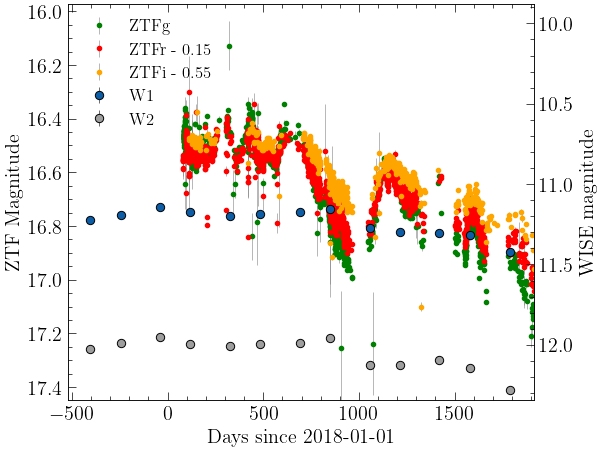 ZTFg
ZTFr - 0.15
ZTFi - 0.55
W1
W2
16.0
16.2
16.4
16.6
16.8
17.0
17.2
17.4
ZTF Magnitude
10.0
10.5
11.0
11.5
12.0
WISE magnitude
−500
0
500
1000
1500
Days since 2018-01-01